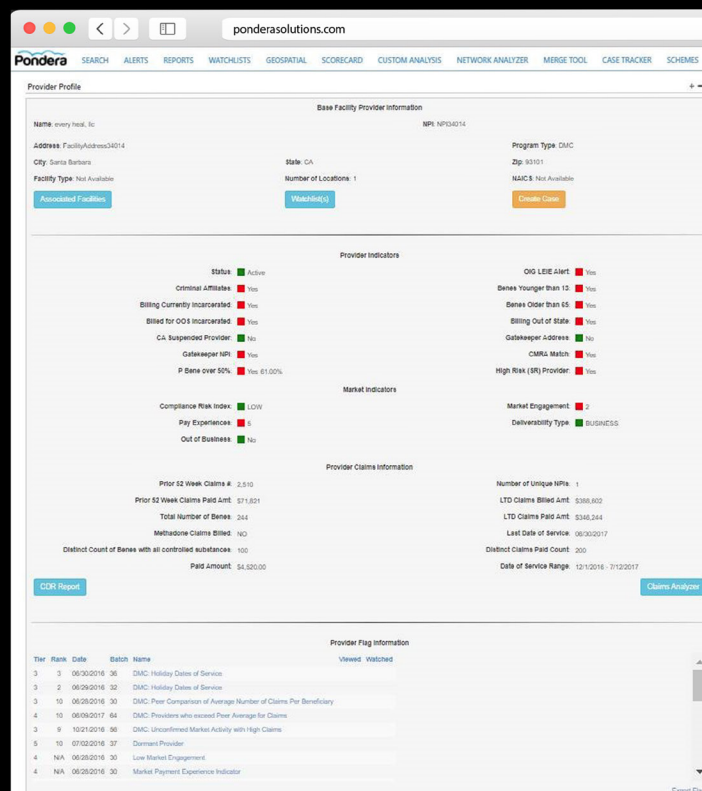 ponderasolutions.com
Pondera SEARCH ALERTS REPORTS WATCHLISTS GEOSPATIAL SCORECARD CUSTOM ANALYSIS NETWORK ANALYZER MERGE TOOL CASE TRACKER SCHEMES
Provider Profile
Base Facility Provider Information
Name: every heal, llc NPI: NPI34014
Address: FacilityAddress34014 Program Type: DMC
City: Santa Barbara State: CA Zip: 93101
Facility Type: Not Available Number of Locations: 1 NAICS: Not Available
Associated Facilities Watchlist(s) Create Case
Provider Indicators
Status: Active OIG LEIE Alert: Yes
Criminal Affiliates: Yes Benes Younger than 13: Yes
Billing Currently Incarcerated: Yes Benes Older than 65: Yes
Billed for OOS Incarcerated: Yes Billing Out of State: Yes
CA Suspended Provider: No Gatekeeper Address: No
Gatekeeper NPI: Yes CMRA Match: Yes
P Bene over 50%: Yes 61.00% High Risk (SR) Provider: Yes
Market Indicators
Compliance Risk Index: LOW Market Engagement: 2
Pay Experiences: 5 Deliverability Type: BUSINESS
Out of Business: No
Provider Claims Information
Prior 52 Week Claims #: 2,510 Number of Unique NPIs: 1
Prior 52 Week Claims Paid Amt: $71,821 LTD Claims Billed Amt: $386,602
Total Number of Benes: 244 LTD Claims Paid Amt: $346,244
Methadone Claims Billed: NO Last Date of Service: 06/30/2017
Distinct Count of Benes with all controlled substances: 100 Distinct Claims Paid Count: 200
Paid Amount: $4,520.00 Date of Service Range: 12/1/2016 - 7/12/2017
CDR Report Claims Analyzer
Provider Flag Information
Tier Rank Date Batch Name Viewed Watched
3 3 06/30/2016 36 DMC: Holiday Dates of Service
3 2 06/29/2016 32 DMC: Holiday Dates of Service
3 10 06/28/2016 30 DMC: Peer Comparison of Average Number of Claims Per Beneficiary
4 10 06/09/2017 64 DMC: Providers who exceed Peer Average for Claims
3 9 10/21/2016 56 DMC: Unconfirmed Market Activity with High Claims
5 10 07/02/2016 37 Dormant Provider
4 N/A 06/28/2016 30 Low Market Engagement
4 N/A 06/28/2016 30 Market Payment Experience Indicator